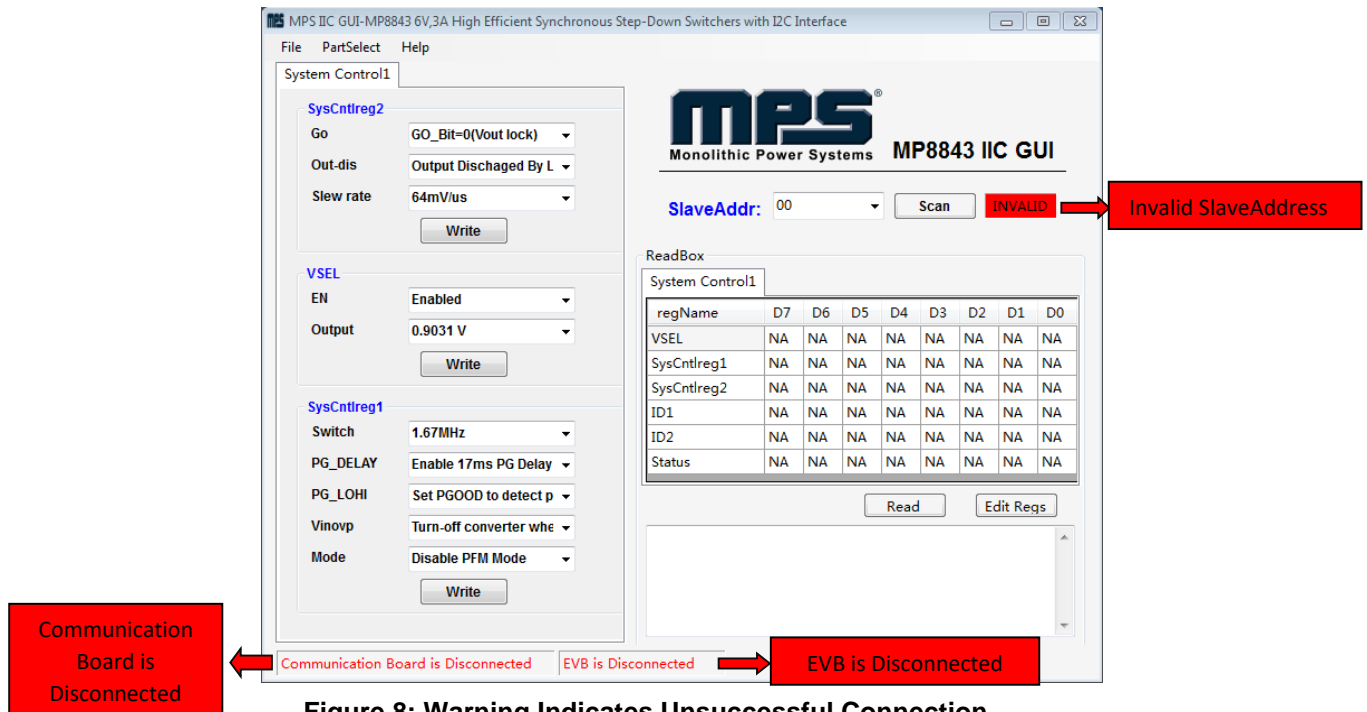 MPS IIC GUI-MP8843 6V,3A High Efficient Synchronous Step-Down Switchers with I2C Interface
File PartSelect Help
System Control1
SysCntlreg2
Go GO_Bit=0(Vout lock)
Out-dis Output Dischaged By L
Slew rate 64mV/us
Write
VSEL
EN Enabled
Output 0.9031 V
Write
SysCntlreg1
Switch 1.67MHz
PG_DELAY Enable 17ms PG Delay
PG_LOHI Set PGOOD to detect p
Vinovp Turn-off converter whe
Mode Disable PFM Mode
Write
mps®
Monolithic Power Systems MP8843 IIC GUI
SlaveAddr: 00 Scan INVALID
Invalid SlaveAddress
ReadBox
System Control1
regName D7 D6 D5 D4 D3 D2 D1 D0
VSEL NA NA NA NA NA NA NA NA
SysCntlreg1 NA NA NA NA NA NA NA NA
SysCntlreg2 NA NA NA NA NA NA NA NA
ID1 NA NA NA NA NA NA NA NA
ID2 NA NA NA NA NA NA NA NA
Status NA NA NA NA NA NA NA NA
Read Edit Regs
Communication
Board is
Disconnected
Communication Board is Disconnected EVB is Disconnected
EVB is Disconnected
Figure 8: Warning Indicates Unsuccessful Connection